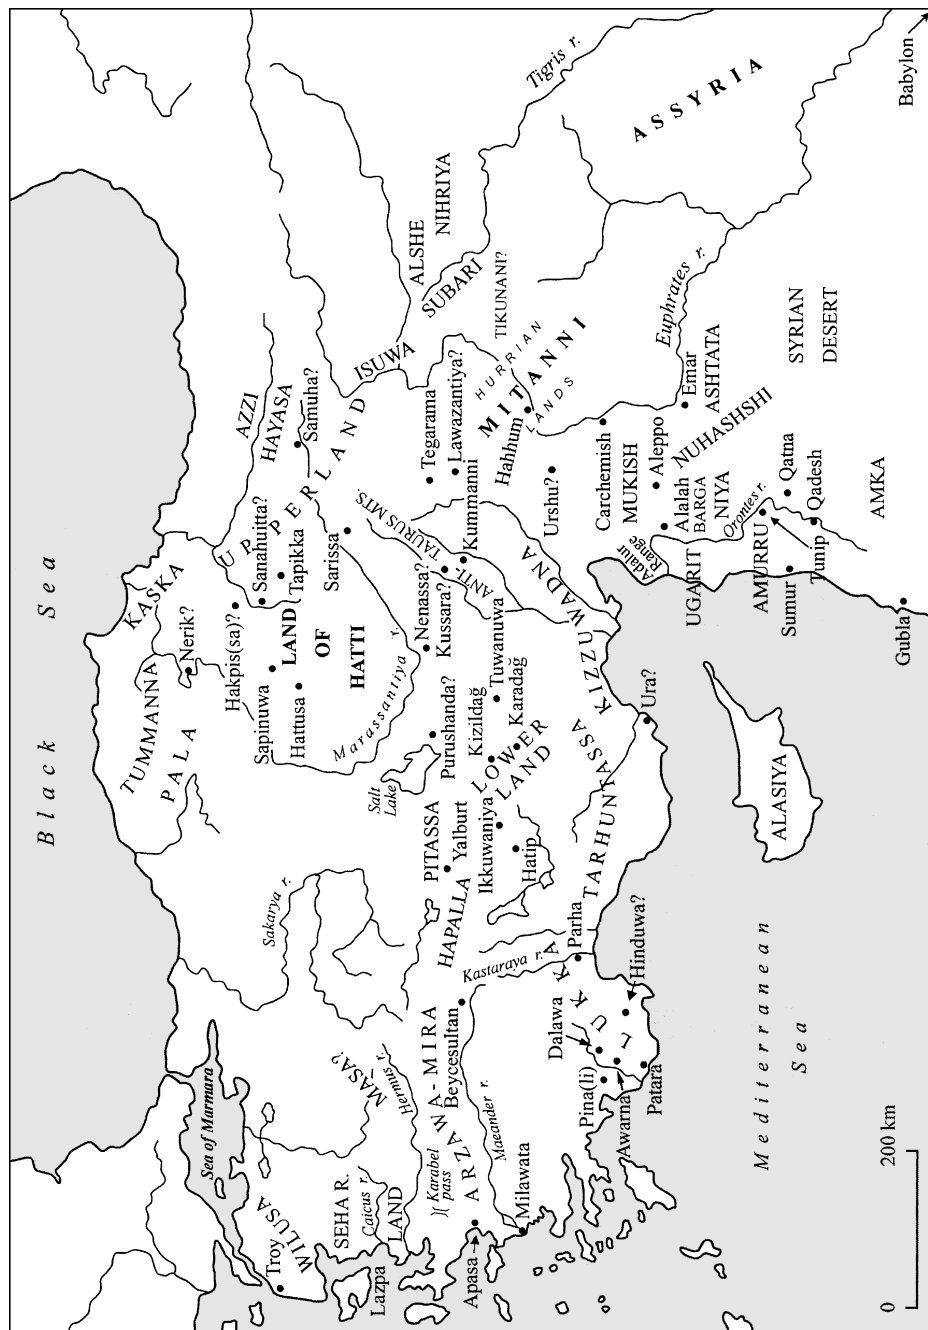 Black Sea
Sea of Marmara
Mediterranean
Sea
Troy
WILUSA
SEHA R.
LAND
Caicus r.
Lazpa
MASA?
Hermus r.
)( Karabel
pass
ARZAWA-MIRA
Apasa
Milawata
Maeander r.
Beycesultan
Kastaraya r.
Sakarya r.
HAPALLA
PITASSA
Yalburt
Ikkuwaniya
Hatip
LOWER
LAND
Salt
Lake
Purushanda?
Kizildağ
Karadağ
Tuwanuwa
TARHUNTASSA
Parha
LUKKA
Dalawa
Hinduwa?
Pina(li)
Awarna
Patara
PALA
TUMMANNA
KASKA
Nerik?
Hakpis(sa)?
Sapinuwa
Hattusa
LAND
OF
HATTI
Marassantiya r.
Sanahuitta?
Tapikka
Sarissa
UPPER LAND
AZZI
HAYASA
Samuha?
Nenassa?
Kussara?
ANTI-
TAURUS MTS.
Kummanni
KIZZUWADNA
Ura?
Tegarama
Lawazantiya?
ISUWA
ALSHE
NIHRIYA
SUBARI
TIKUNANI?
HURRIAN
MITANNI
LANDS
Hahhum
Urshu?
Carchemish
MUKISH
Aleppo
Alalah
BARGA
NIYA
NUHASHSHI
Emar
ASHTATA
Euphrates r.
Tigris r.
ASSYRIA
Babylon
SYRIAN
DESERT
Adalur
Range
UGARIT
Orontes r.
AMURRU
Sumur
Tunip
Qatna
Qadesh
AMKA
Gubla
ALASIYA
0 200 km